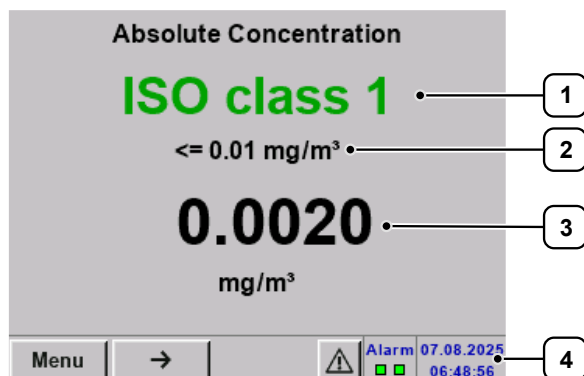 Absolute Concentration
ISO class 1
1
<= 0.01 mg/m³
2
0.0020
3
mg/m³
Menu → Alarm 07.08.2025
06:48:56
4